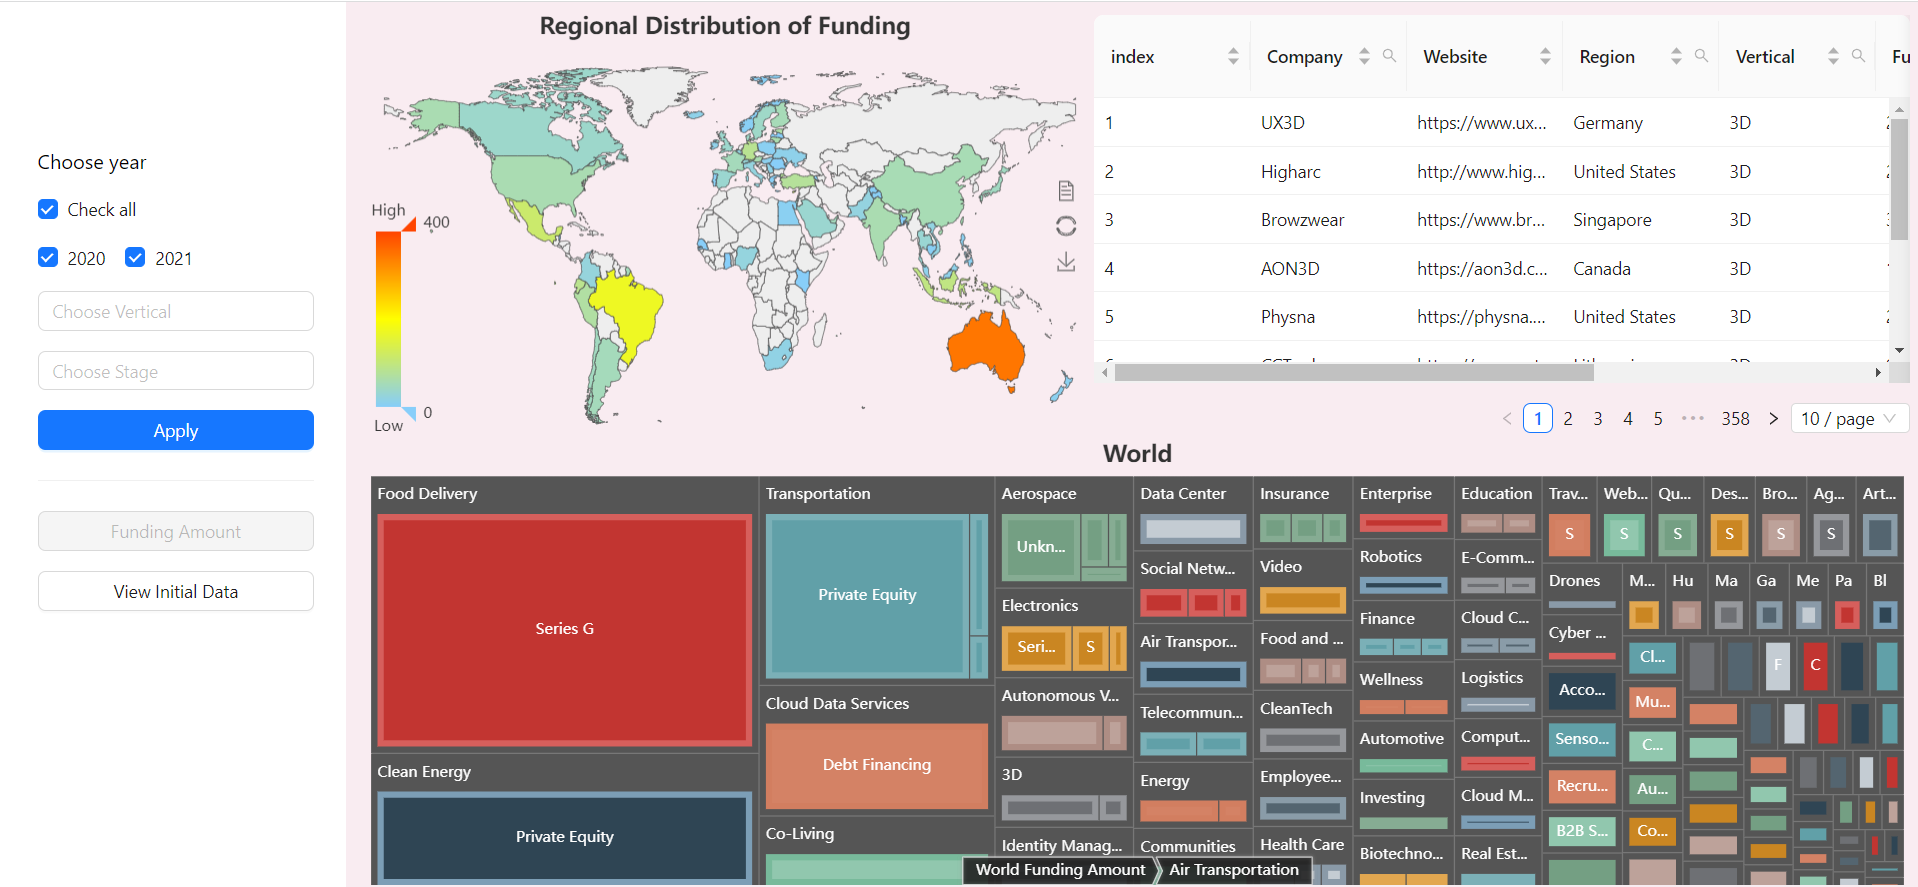 Choose year
Check all
2020 2021
Choose Vertical
Choose Stage
Apply
Funding Amount
View Initial Data
Regional Distribution of Funding
High
400
0
Low
index Company Website Region Vertical Fu
1 UX3D https://www.ux... Germany 3D
2 Higharc http://www.hig... United States 3D
3 Browzwear https://www.br... Singapore 3D
4 AON3D https://aon3d.c... Canada 3D
5 Physna https://physna.... United States 3D
1 2 3 4 5 ••• 358 10 / page
World
Food Delivery
Series G
Clean Energy
Private Equity
Transportation
Private Equity
Cloud Data Services
Debt Financing
Co-Living
Aerospace
Unkn...
Electronics
Seri... S
Autonomous V...
3D
Identity Manag...
Data Center
Social Netw...
Air Transpor...
Telecommun...
Energy
Communities
Insurance
Video
Food and ...
CleanTech
Employee...
Health Care
Enterprise
Robotics
Finance
Wellness
Automotive
Investing
Biotechno...
Education
E-Comm...
Cloud C...
Logistics
Comput...
Cloud M...
Real Est...
Trav... Web... Qu... Des... Bro... Ag... Art...
S S S S S S
Drones M... Hu Ma Ga Me Pa Bl
Cyber ...
Cl... F C
Acco...
Mu...
Senso... C...
Recru... Au...
B2B S... Co...
World Funding Amount Air Transportation